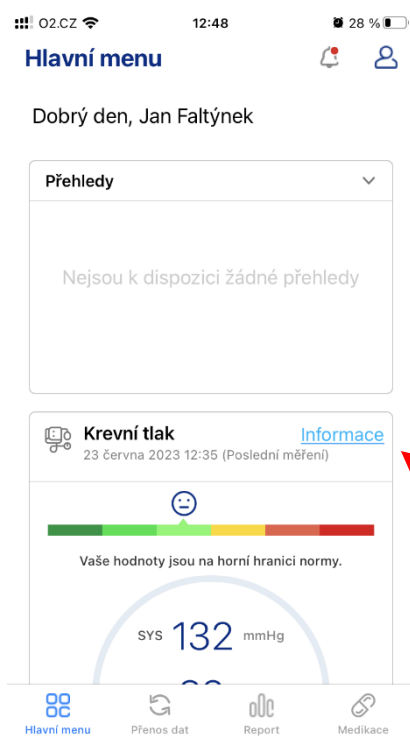 O2.CZ 12:48 28 %
Hlavní menu
Dobrý den, Jan Faltýnek
Přehledy
Nejsou k dispozici žádné přehledy
Krevní tlak Informace
23 června 2023 12:35 (Poslední měření)
Vaše hodnoty jsou na horní hranici normy.
SYS 132 mmHg
Hlavní menu Přenos dat Report Medikace